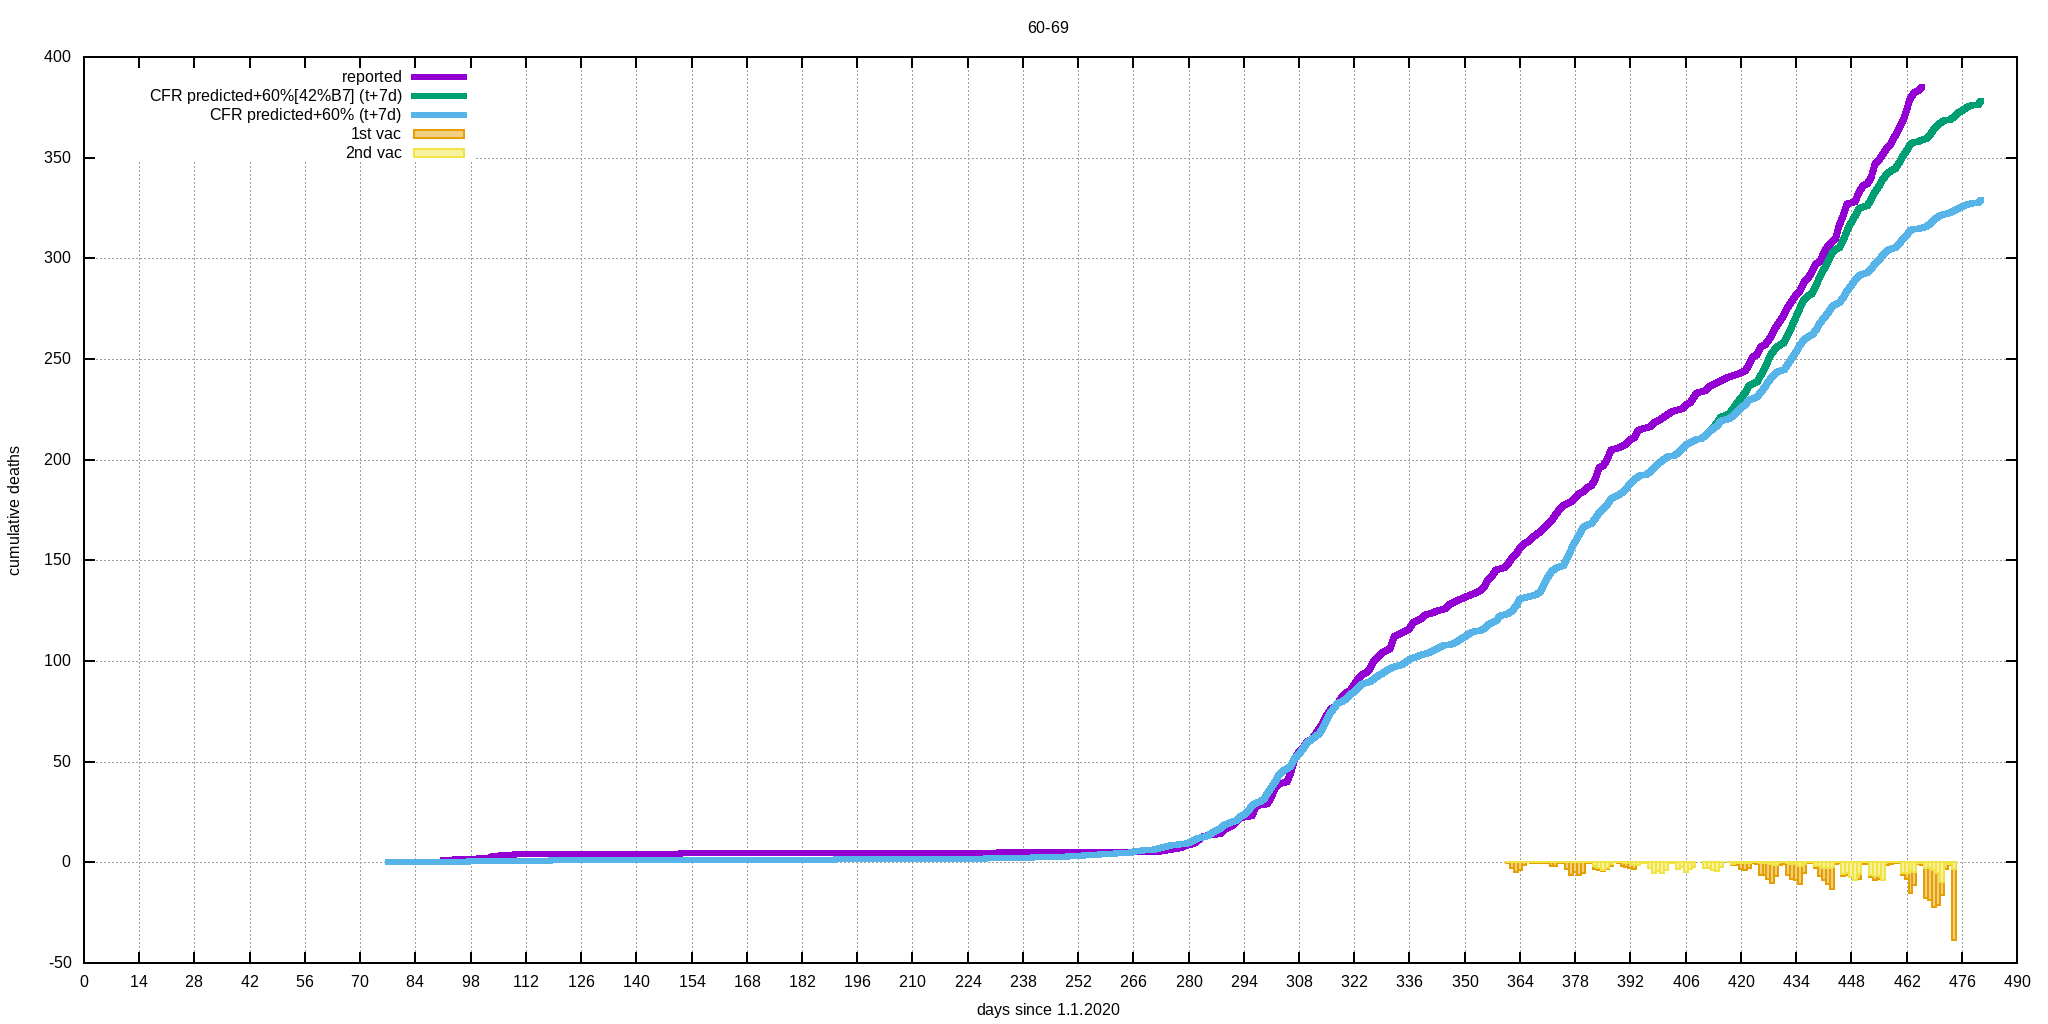 60-69
400
350
300
250
200
150
100
50
0
-50
cumulative deaths
reported
CFR predicted+60%[42%B7] (t+7d)
CFR predicted+60% (t+7d)
1st vac
2nd vac
0 14 28 42 56 70 84 98 112 126 140 154 168 182 196 210 224 238 252 266 280 294 308 322 336 350 364 378 392 406 420 434 448 462 476 490
days since 1.1.2020